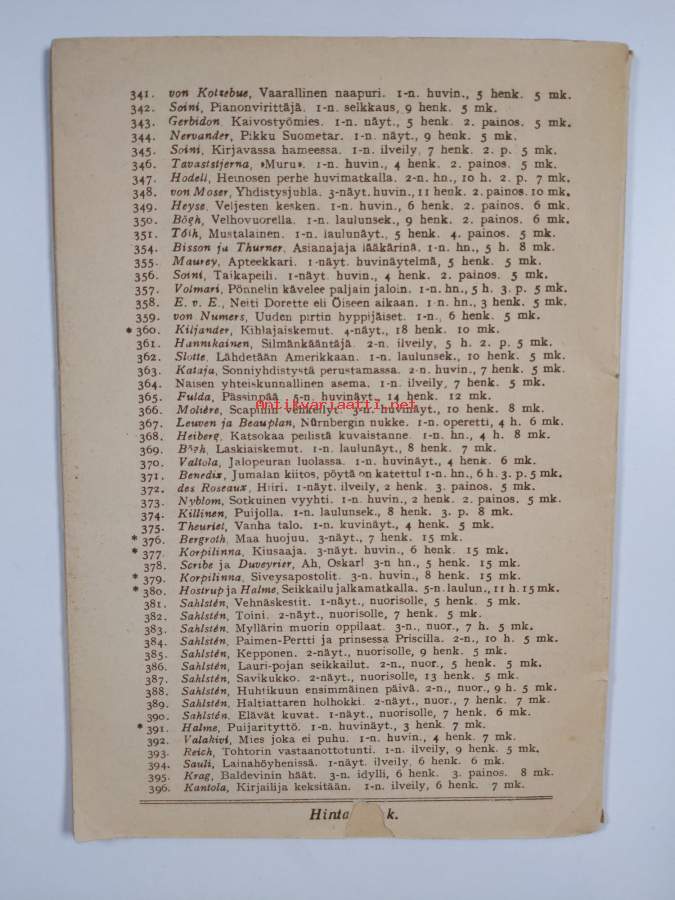 341. von Kotzebue, Vaarallinen naapuri. 1-n. huvin., 5 henk. 5 mk.
342. Soini, Pianonvirittäjä. 1-n. selkkaus, 9 henk. 5 mk.
343. Gerbidon, Kaivostyömies. 1-n. näyt., 5 henk. 2. painos. 5 mk.
344. Nervander, Pikku Suometar. 1-n. näyt., 9 henk. 5 mk.
345. Soini, Kirjavassa hameessa. 1-n. ilveily, 7 henk. 2. p. 5 mk.
346. Tavaststjerna, »Muru». 1-n. huvin., 4 henk. 2. painos. 5 mk.
347. Hodell, Heinosen perhe huvimatkalla. 2-n. hn., 10 h. 2. p. 7 mk.
348. von Moser, Yhdistysjuhla. 3-näyt. huvin., 11 henk. 2. painos. 10 mk.
349. Heyse, Veljesten kesken. 1-n. huvin., 6 henk. 2. painos. 6 mk.
350. Bögh, Velhovuorella. 1-n. laulunsek., 9 henk. 2. painos. 6 mk.
351. Tóth, Mustalainen. 1-n. laulunäyt., 5 henk. 4. painos. 5 mk.
354. Bisson ja Thurner, Asianajaja lääkärinä. 1-n. hn., 5 h. 8 mk.
355. Maurey, Apteekkari. 1-näyt. huvinäytelmä, 5 henk. 5 mk.
356. Soini, Taikapeili. 1-näyt. huvin., 4 henk. 2. painos. 5 mk.
357. Volmari, Pönnelin kävelee paljain jaloin. 1-n. hn., 5 h. 3. p. 5 mk.
358. E. v. E., Neiti Dorette eli Öiseen aikaan. 1-n. hn., 3 henk. 5 mk.
359. von Numers, Uuden pirtin hyppijäiset. 1-n., 6 henk. 5 mk.
*360. Kiljander, Kihlajaiskemut. 4-näyt., 18 henk. 10 mk.
361. Hannikainen, Silmänkääntäjä. 2-n. ilveily, 5 h. 2. p. 5 mk.
362. Slotte, Lähdetään Amerikkaan. 1-n. laulunsek., 10 henk. 5 mk.
363. Kataja, Sonniyhdistystä perustamassa. 2-n. huvin., 7 henk. 5 mk.
364. Naisen yhteiskunnallinen asema. 1-n. ilveily, 7 henk. 5 mk.
365. Fulda, Pässinpää. 5-n. huvinäyt., 14 henk. 12 mk.
antikvariaatti.net
366. Molière, Scapinin vehkeilyt. 3-n. huvinäyt., 10 henk. 8 mk.
367. Leuven ja Beauplan, Nürnbergin nukke. 1-n. operetti, 4 h. 6 mk.
368. Heiberg, Katsokaa peilistä kuvaistanne. 1-n. hn., 4 h. 8 mk.
369. Bögh, Laskiaiskemut. 1-n. laulunäyt., 8 henk. 7 mk.
370. Valtola, Jalopeuran luolassa. 1-n. huvinäyt., 4 henk. 6 mk.
371. Benedix, Jumalan kiitos, pöytä on katettu! 1-n. hn., 6 h. 3. p. 5 mk.
372. des Roseaux, Hiiri. 1-näyt. ilveily, 2 henk. 3. painos. 5 mk.
373. Nyblom, Sotkuinen vyyhti. 1-n. huvin., 2 henk. 2. painos. 5 mk.
374. Killinen, Puijolla. 1-n. laulunsek., 8 henk. 3. p. 8 mk.
375. Theuriet, Vanha talo. 1-n. kuvinäyt., 4 henk. 5 mk.
*376. Bergroth, Maa huojuu. 3-näyt., 7 henk. 15 mk.
*377. Korpilinna, Kiusaaja. 3-näyt. huvin., 6 henk. 15 mk.
378. Scribe ja Duveyrier, Ah, Oskar! 3-n hn., 5 henk. 15 mk.
*379. Korpilinna, Siveysapostolit. 3-n. huvin., 8 henk. 15 mk.
*380. Hostrup ja Halme, Seikkailu jalkamatkalla. 5-n. laulun., 11 h. 15 mk.
381. Sahlstén, Vehnäskestit. 1-näyt., nuorisolle, 5 henk. 5 mk.
382. Sahlstén, Toini. 2-näyt., nuorisolle, 7 henk. 5 mk.
383. Sahlstén, Myllärin muorin oppilaat. 3-n., nuor., 7 h. 5 mk.
384. Sahlstén, Paimen-Pertti ja prinsessa Priscilla. 2-n., 10 h. 5 mk.
385. Sahlstén, Kepponen. 2-näyt., nuorisolle, 9 henk. 5 mk.
386. Sahlstén, Lauri-pojan seikkailut. 2-n., nuor., 5 henk. 5 mk.
387. Sahlstén, Savikukko. 2-näyt., nuorisolle, 13 henk. 5 mk.
388. Sahlstén, Huhtikuun ensimmäinen päivä. 2-n., nuor., 9 h. 5 mk.
389. Sahlstén, Haltiattaren holhokki. 2-näyt., nuor., 7 henk. 7 mk.
390. Sahlstén, Elävät kuvat. 1-näyt., nuorisolle, 7 henk. 6 mk.
*391. Halme, Puijarityttö. 1-n. huvinäyt., 3 henk. 7 mk.
392. Valakivi, Mies joka ei puhu. 1-n. huvin., 4 henk. 7 mk.
393. Reich, Tohtorin vastaanottotunti. 1-n. ilveily, 9 henk. 5 mk.
394. Sauli, Lainahöyhenissä. 1-näyt. ilveily, 6 henk. 6 mk.
395. Krag, Baldevinin häät. 3-n. idylli, 6 henk. 3. painos. 8 mk.
396. Kantola, Kirjailija keksitään. 1-n. ilveily, 6 henk. 7 mk.
Hinta k.